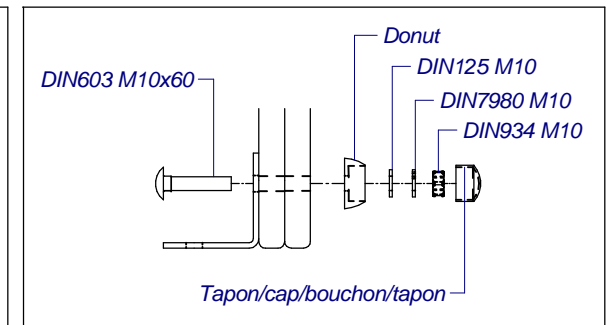 Donut
DIN603 M10x60
DIN125 M10
DIN7980 M10
DIN934 M10
Tapon/cap/bouchon/tapon